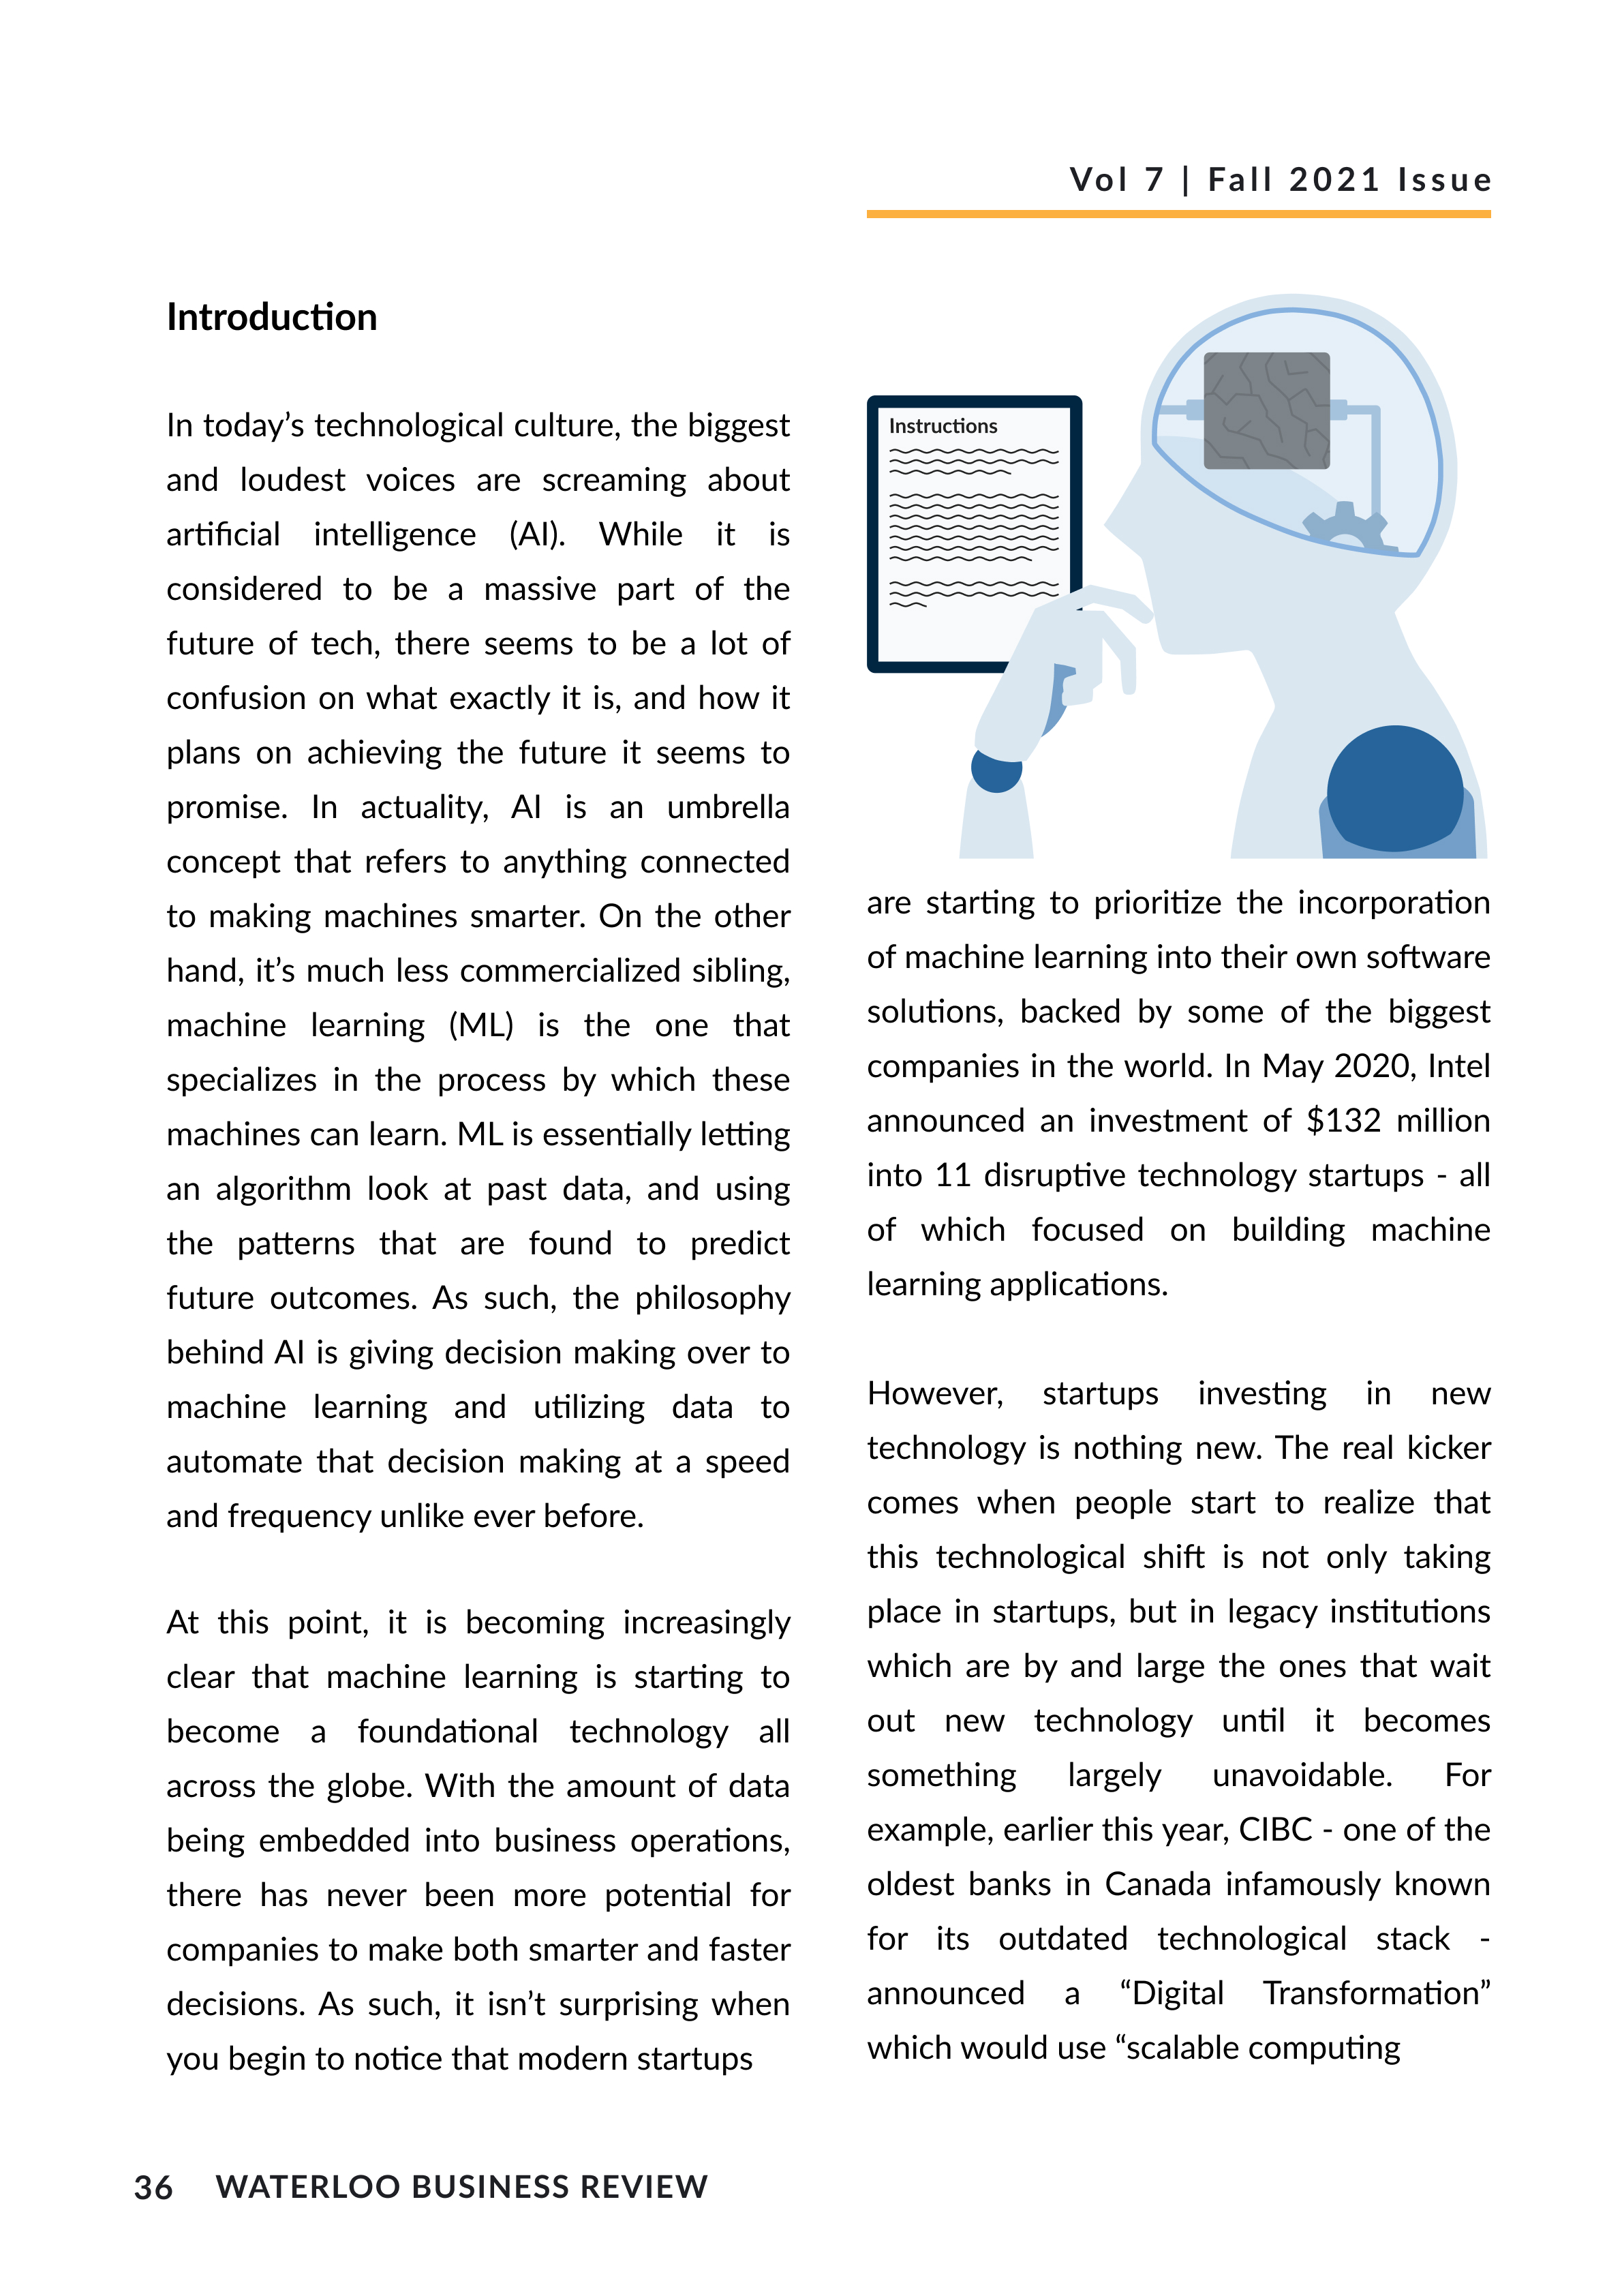 Vol 7 | Fall 2021 Issue
Introduction
In today’s technological culture, the biggest
and loudest voices are screaming about
artificial intelligence (AI). While it is
considered to be a massive part of the
future of tech, there seems to be a lot of
confusion on what exactly it is, and how it
plans on achieving the future it seems to
promise. In actuality, AI is an umbrella
concept that refers to anything connected
to making machines smarter. On the other
hand, it’s much less commercialized sibling,
machine learning (ML) is the one that
specializes in the process by which these
machines can learn. ML is essentially letting
an algorithm look at past data, and using
the patterns that are found to predict
future outcomes. As such, the philosophy
behind AI is giving decision making over to
machine learning and utilizing data to
automate that decision making at a speed
and frequency unlike ever before.
At this point, it is becoming increasingly
clear that machine learning is starting to
become a foundational technology all
across the globe. With the amount of data
being embedded into business operations,
there has never been more potential for
companies to make both smarter and faster
decisions. As such, it isn’t surprising when
you begin to notice that modern startups
Instructions
are starting to prioritize the incorporation
of machine learning into their own software
solutions, backed by some of the biggest
companies in the world. In May 2020, Intel
announced an investment of $132 million
into 11 disruptive technology startups - all
of which focused on building machine
learning applications.
However, startups investing in new
technology is nothing new. The real kicker
comes when people start to realize that
this technological shift is not only taking
place in startups, but in legacy institutions
which are by and large the ones that wait
out new technology until it becomes
something largely unavoidable. For
example, earlier this year, CIBC - one of the
oldest banks in Canada infamously known
for its outdated technological stack -
announced a “Digital Transformation”
which would use “scalable computing
36 WATERLOO BUSINESS REVIEW